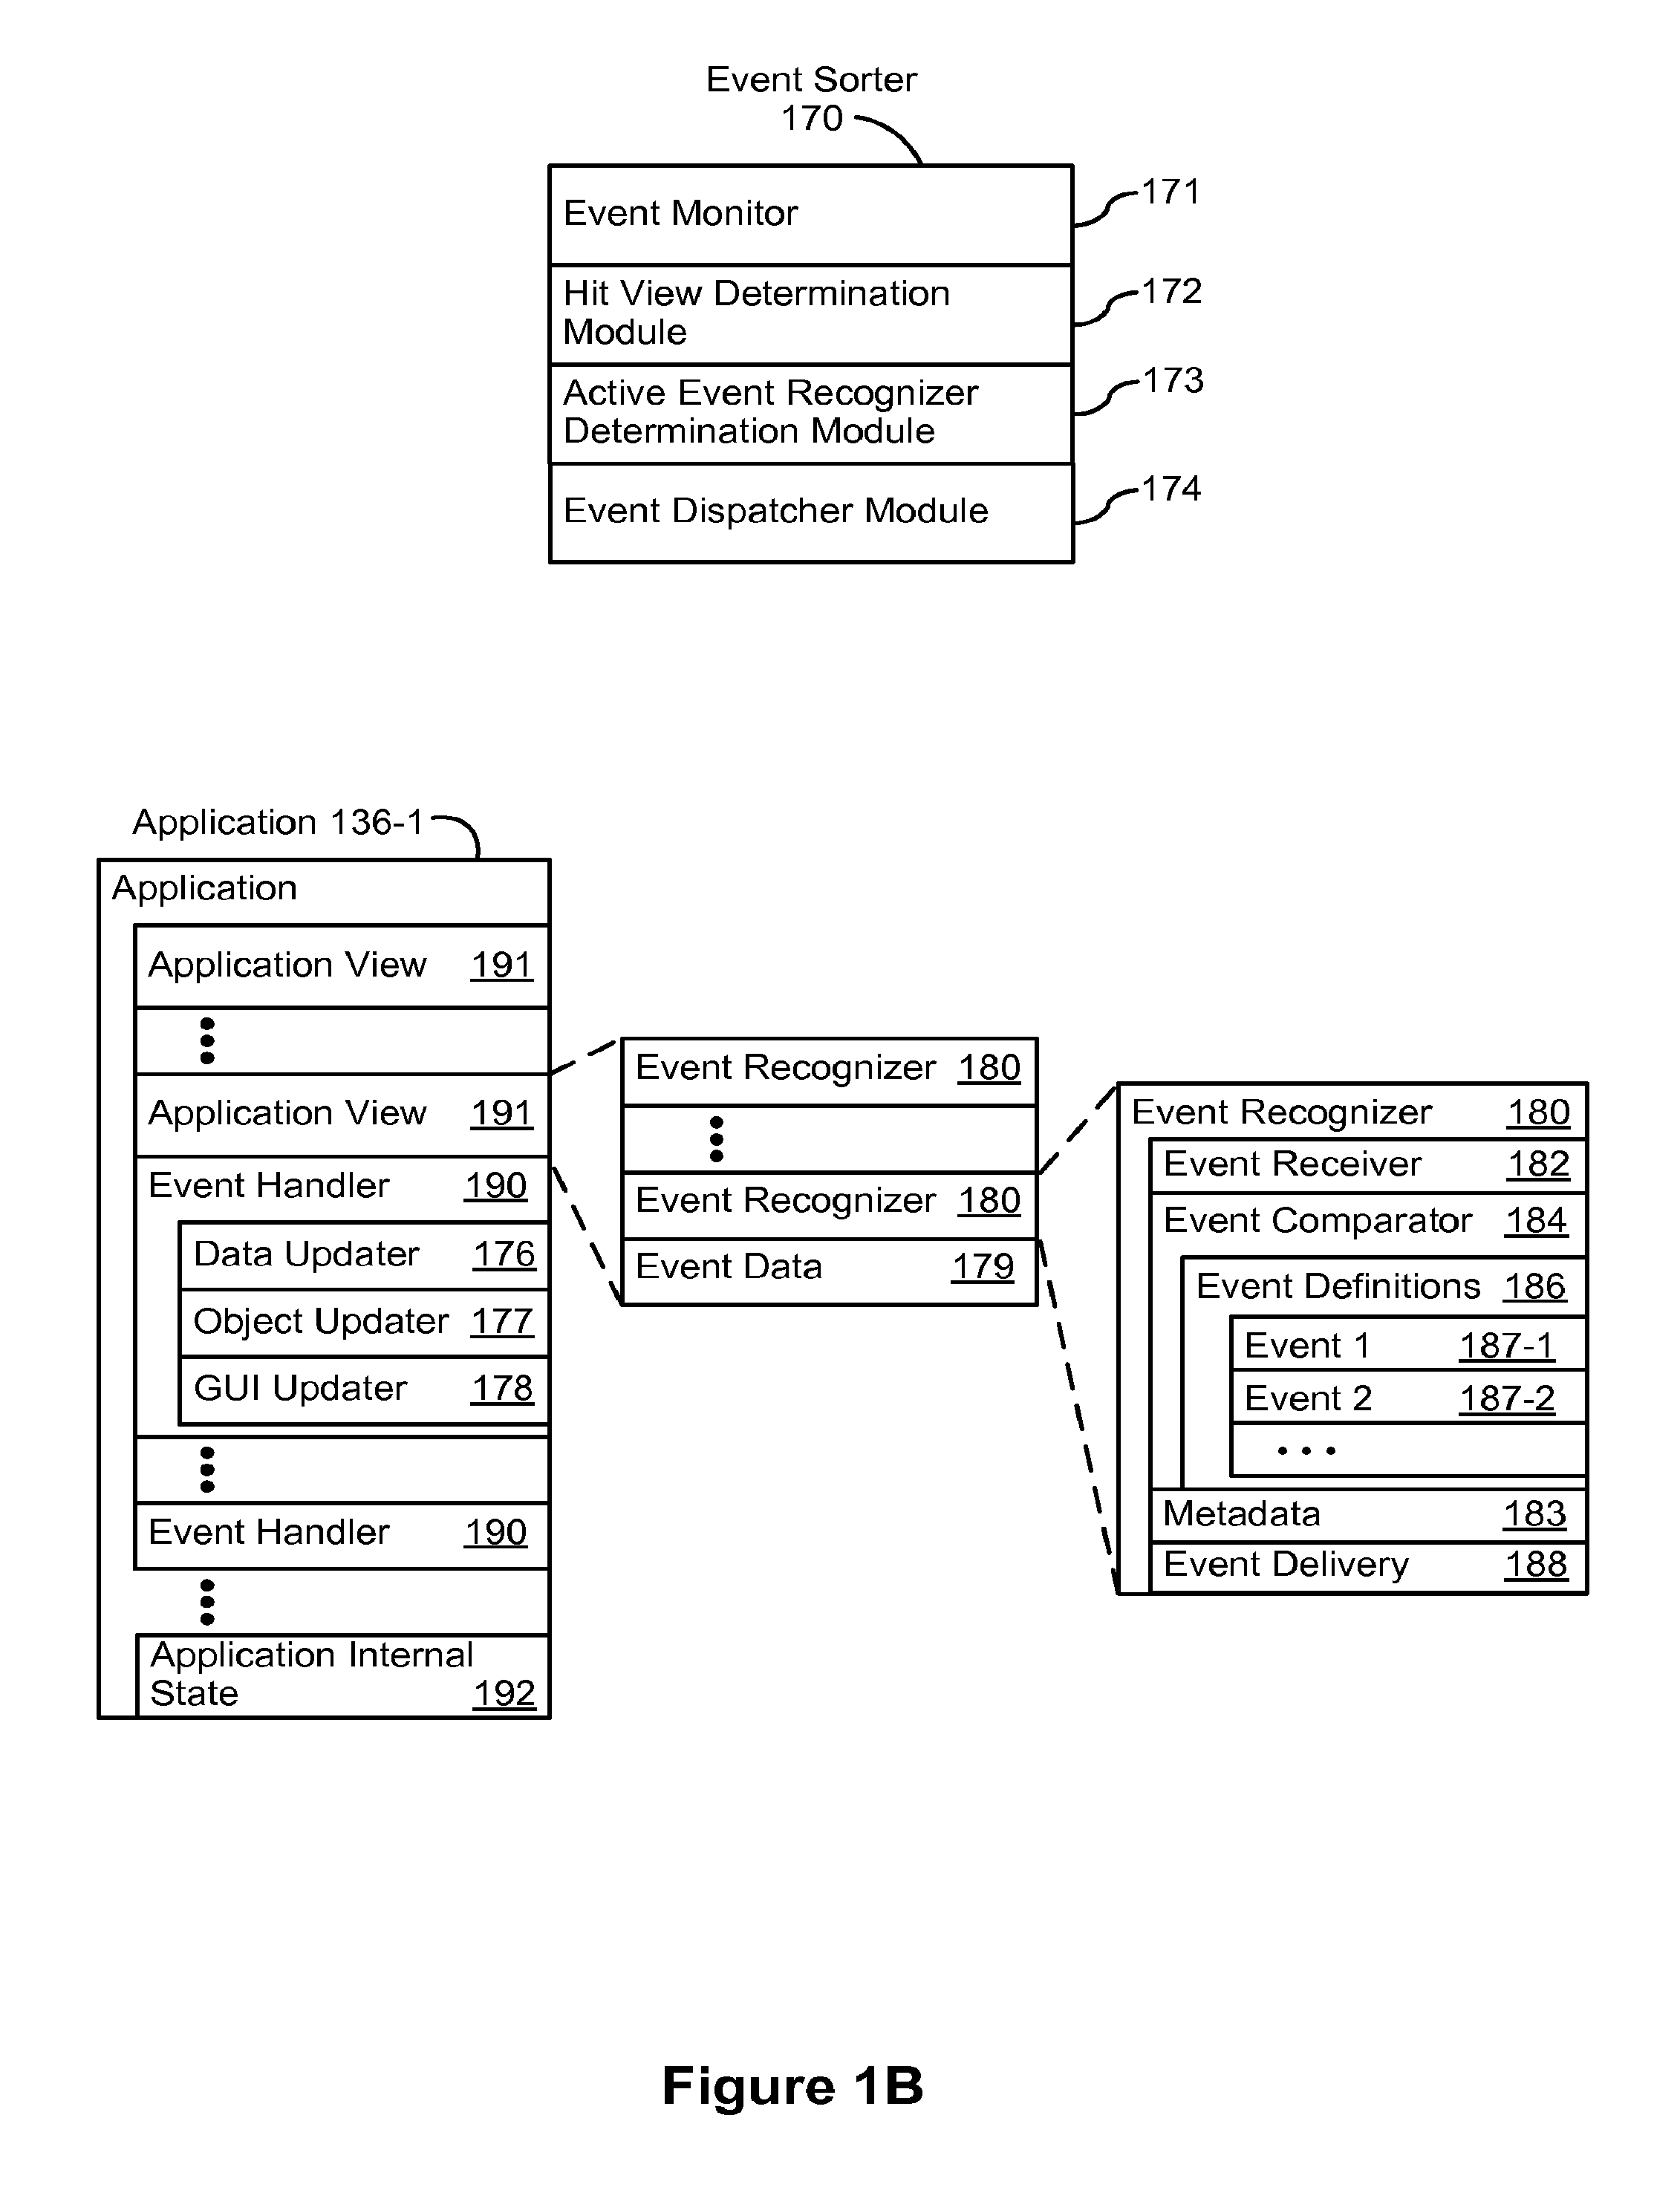 Event Sorter
170
Event Monitor
171
Hit View Determination
Module
172
Active Event Recognizer
Determination Module
173
Event Dispatcher Module
174
Application 136-1
Application
Application View 191
Application View 191
Event Handler 190
Data Updater 176
Object Updater 177
GUI Updater 178
Event Handler 190
Application Internal
State 192
Event Recognizer 180
Event Recognizer 180
Event Data 179
Event Recognizer 180
Event Receiver 182
Event Comparator 184
Event Definitions 186
Event 1 187-1
Event 2 187-2
• • •
Metadata 183
Event Delivery 188
Figure 1B